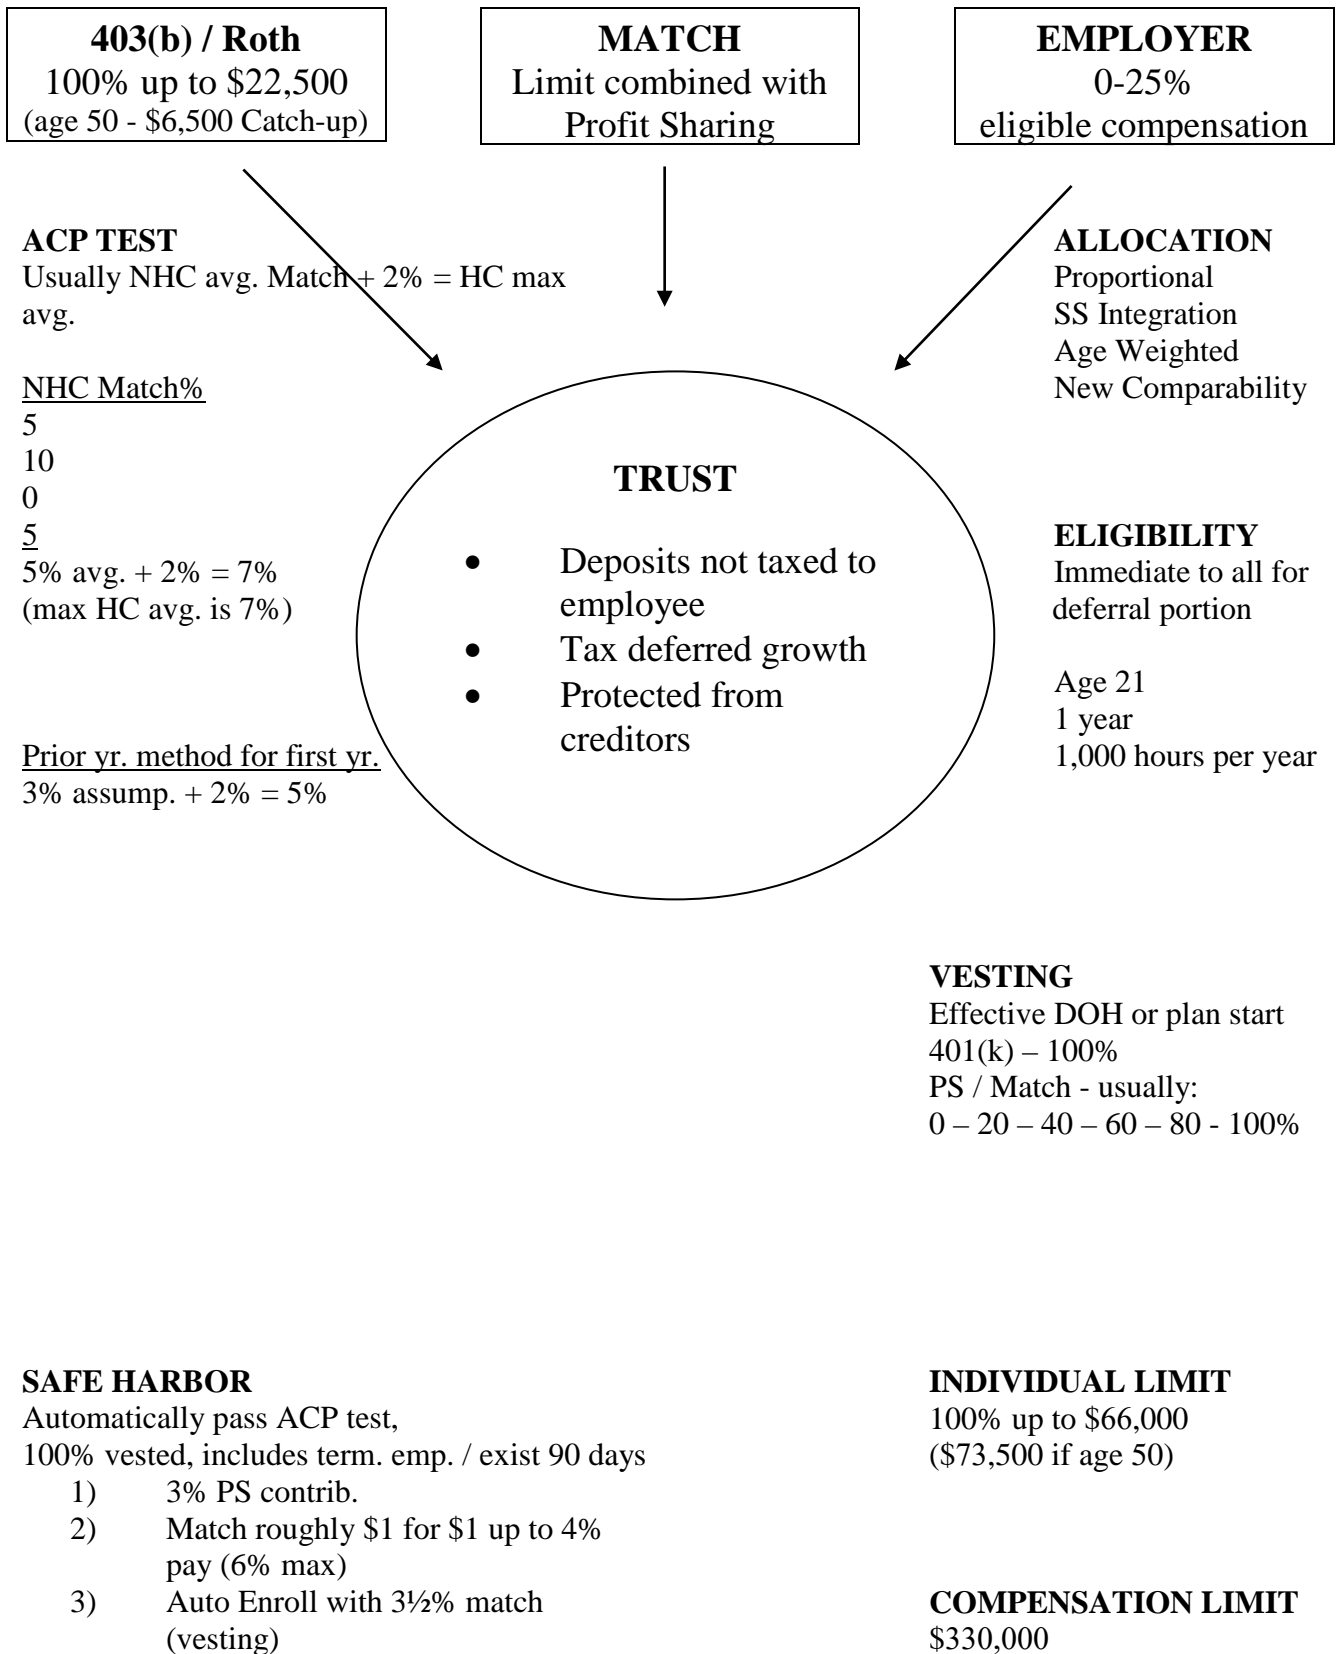 403(b) / Roth
100% up to $22,500
(age 50 - $6,500 Catch-up)
MATCH
Limit combined with
Profit Sharing
EMPLOYER
0-25%
eligible compensation
ACP TEST
Usually NHC avg. Match + 2% = HC max
avg.
NHC Match%
5
10
0
5
5% avg. + 2% = 7%
(max HC avg. is 7%)
Prior yr. method for first yr.
3% assump. + 2% = 5%
TRUST
• Deposits not taxed to
employee
• Tax deferred growth
• Protected from
creditors
ALLOCATION
Proportional
SS Integration
Age Weighted
New Comparability
ELIGIBILITY
Immediate to all for
deferral portion
Age 21
1 year
1,000 hours per year
VESTING
Effective DOH or plan start
401(k) – 100%
PS / Match - usually:
0 – 20 – 40 – 60 – 80 - 100%
SAFE HARBOR
Automatically pass ACP test,
100% vested, includes term. emp. / exist 90 days
1) 3% PS contrib.
2) Match roughly $1 for $1 up to 4%
pay (6% max)
3) Auto Enroll with 3½% match
(vesting)
INDIVIDUAL LIMIT
100% up to $66,000
($73,500 if age 50)
COMPENSATION LIMIT
$330,000